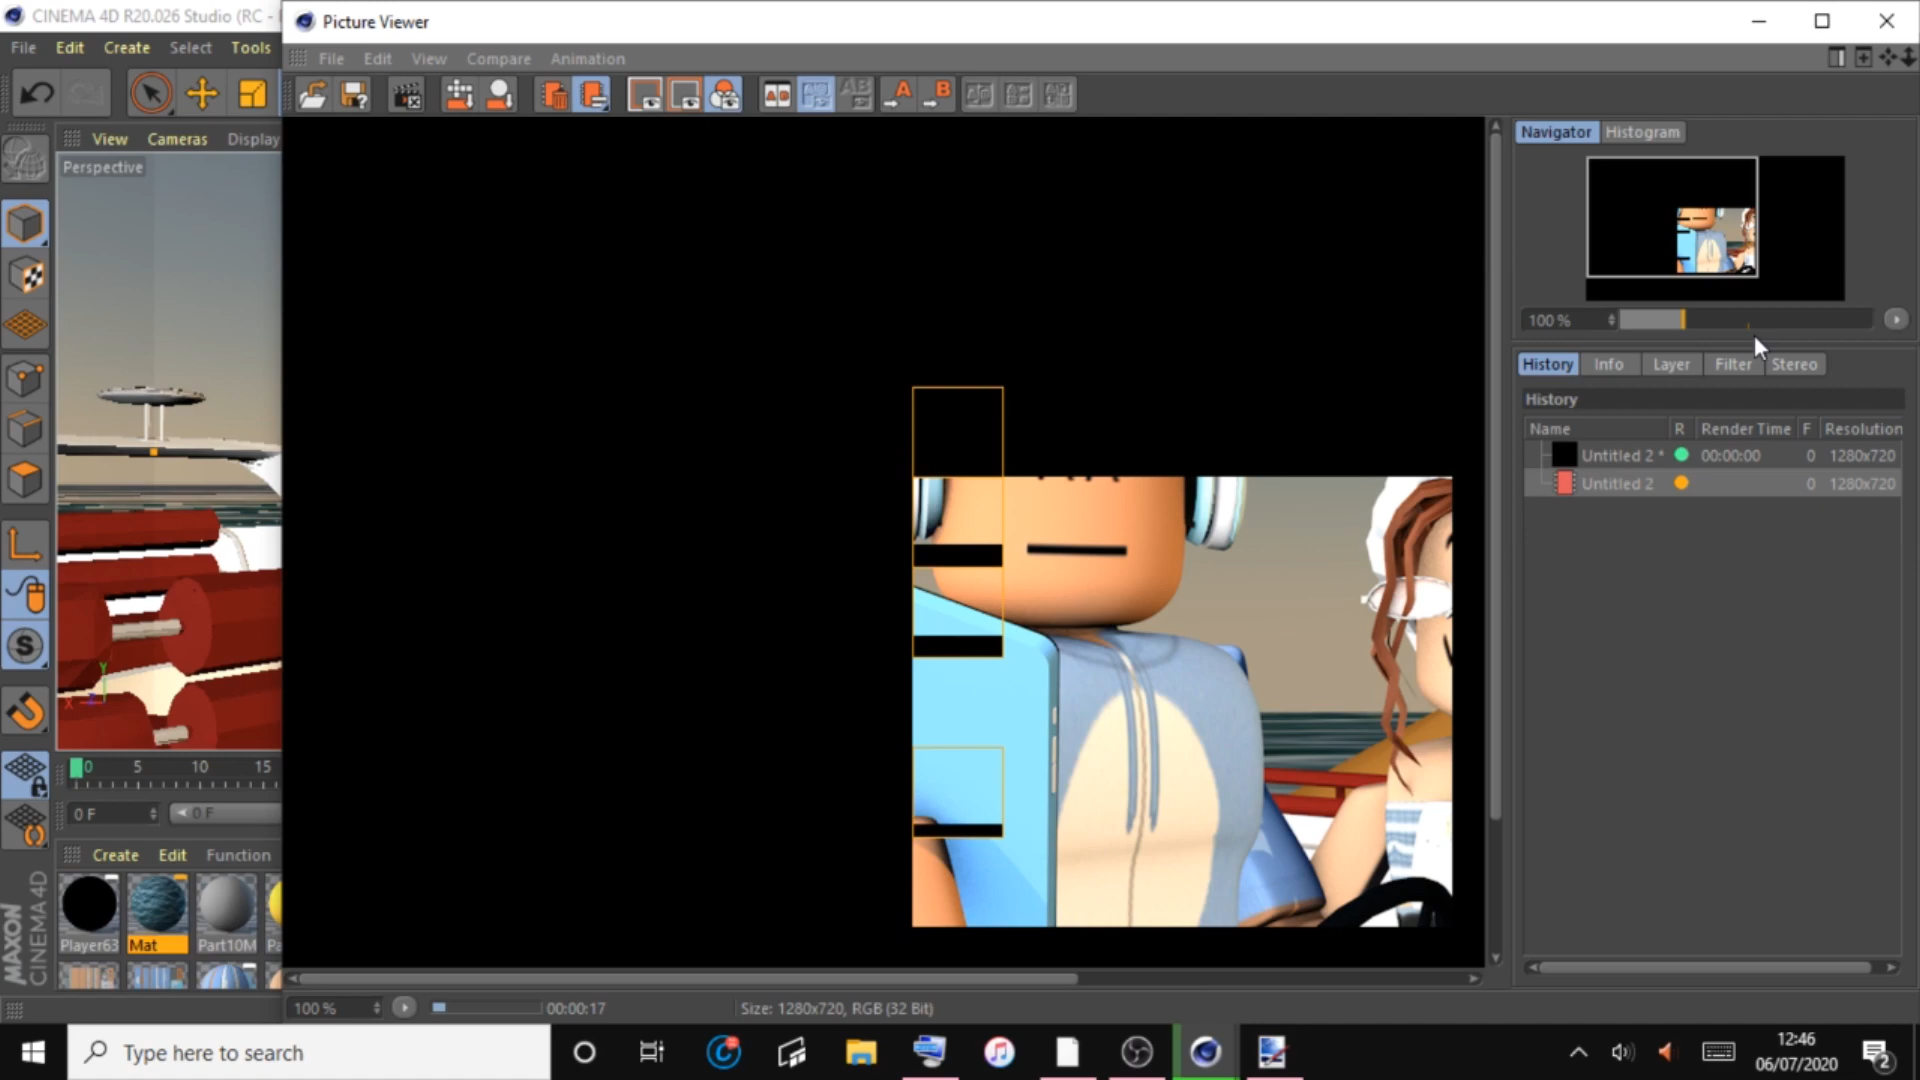 CINEMA 4D R20.026 Studio (RC -
Picture Viewer
File Edit Create Select Tools
File Edit View Compare Animation
View Cameras Display
Perspective
Navigator Histogram
100 %
History Info Layer Filter Stereo
History
Name R Render Time F Resolution
Untitled 2 * 00:00:00 0 1280x720
Untitled 2 0 1280x720
0 5 10 15
0 F 0 F
Create Edit Function
Player63 Mat Part10M Pa
MAXON
CINEMA 4D
100 % 00:00:17 Size: 1280x720, RGB (32 Bit)
Type here to search
12:46
06/07/2020
2